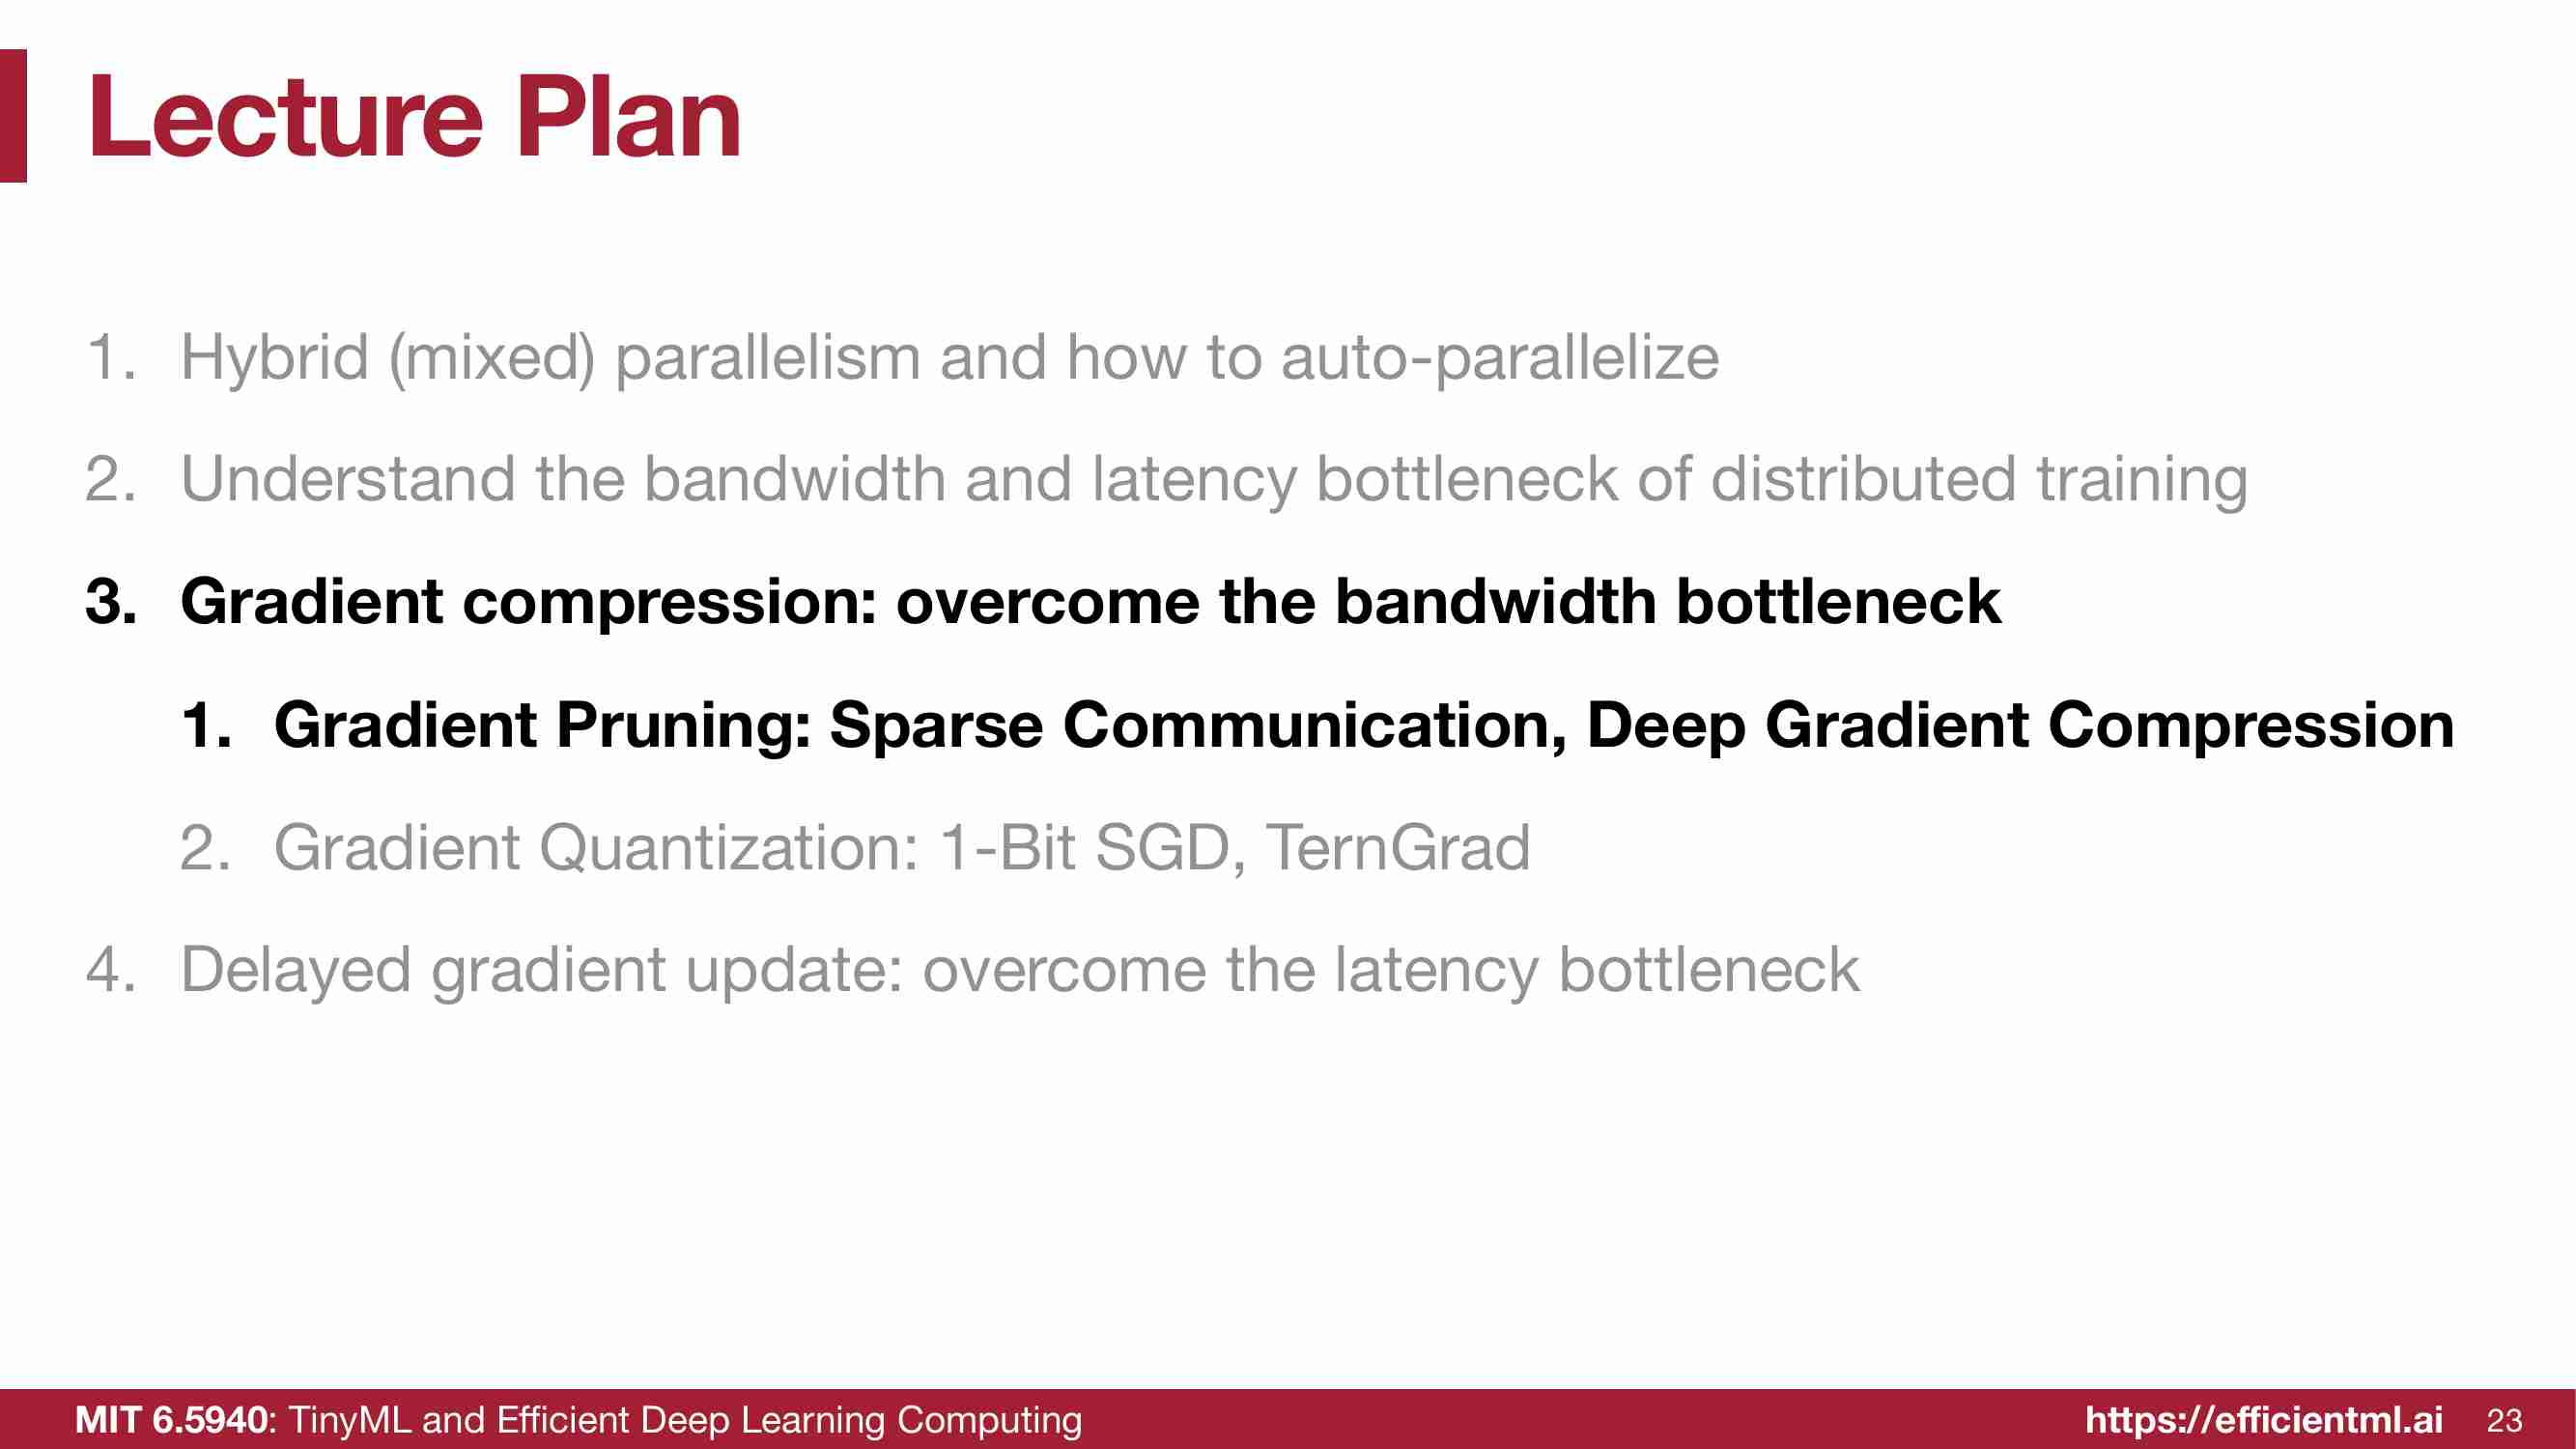 Lecture Plan
1. Hybrid (mixed) parallelism and how to auto-parallelize
2. Understand the bandwidth and latency bottleneck of distributed training
3. Gradient compression: overcome the bandwidth bottleneck
1. Gradient Pruning: Sparse Communication, Deep Gradient Compression
2. Gradient Quantization: 1-Bit SGD, TernGrad
4. Delayed gradient update: overcome the latency bottleneck
MIT 6.5940: TinyML and Efficient Deep Learning Computing
https://efficientml.ai 23